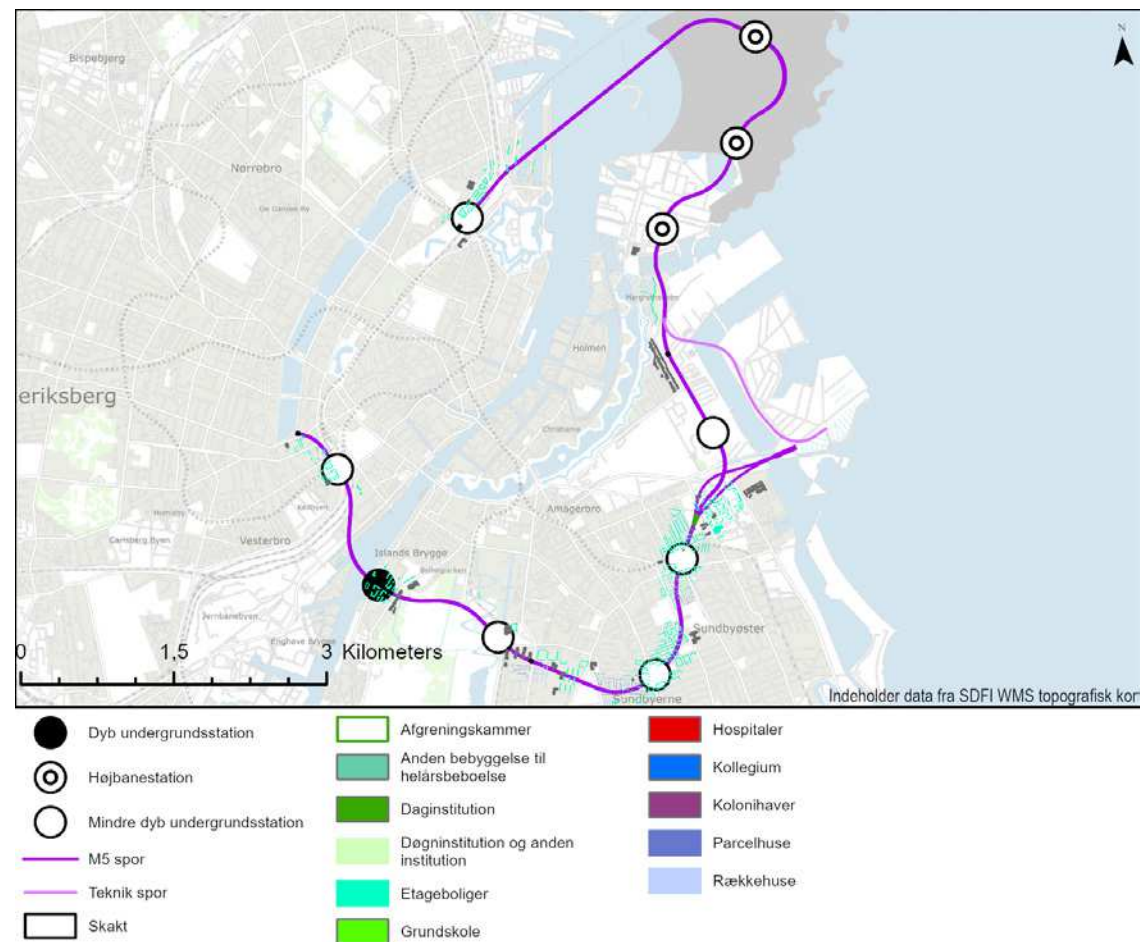 N
Bispebjerg
Nørrebro
Holmen
eriksberg
Christiania
Amagerbro
Vesterbro
Islands Brygge
Sundbyøster
0 1,5 3 Kilometers
Sundbyerne
Indeholder data fra SDFI WMS topografisk kort
Dyb undergrundsstation
Højbanestation
Mindre dyb undergrundsstation
M5 spor
Teknik spor
Skakt
Afgreningskammer
Anden bebyggelse til
helårsbeboelse
Daginstitution
Døgninstitution og anden
institution
Etageboliger
Grundskole
Hospitaler
Kollegium
Kolonihaver
Parcelhuse
Rækkehuse